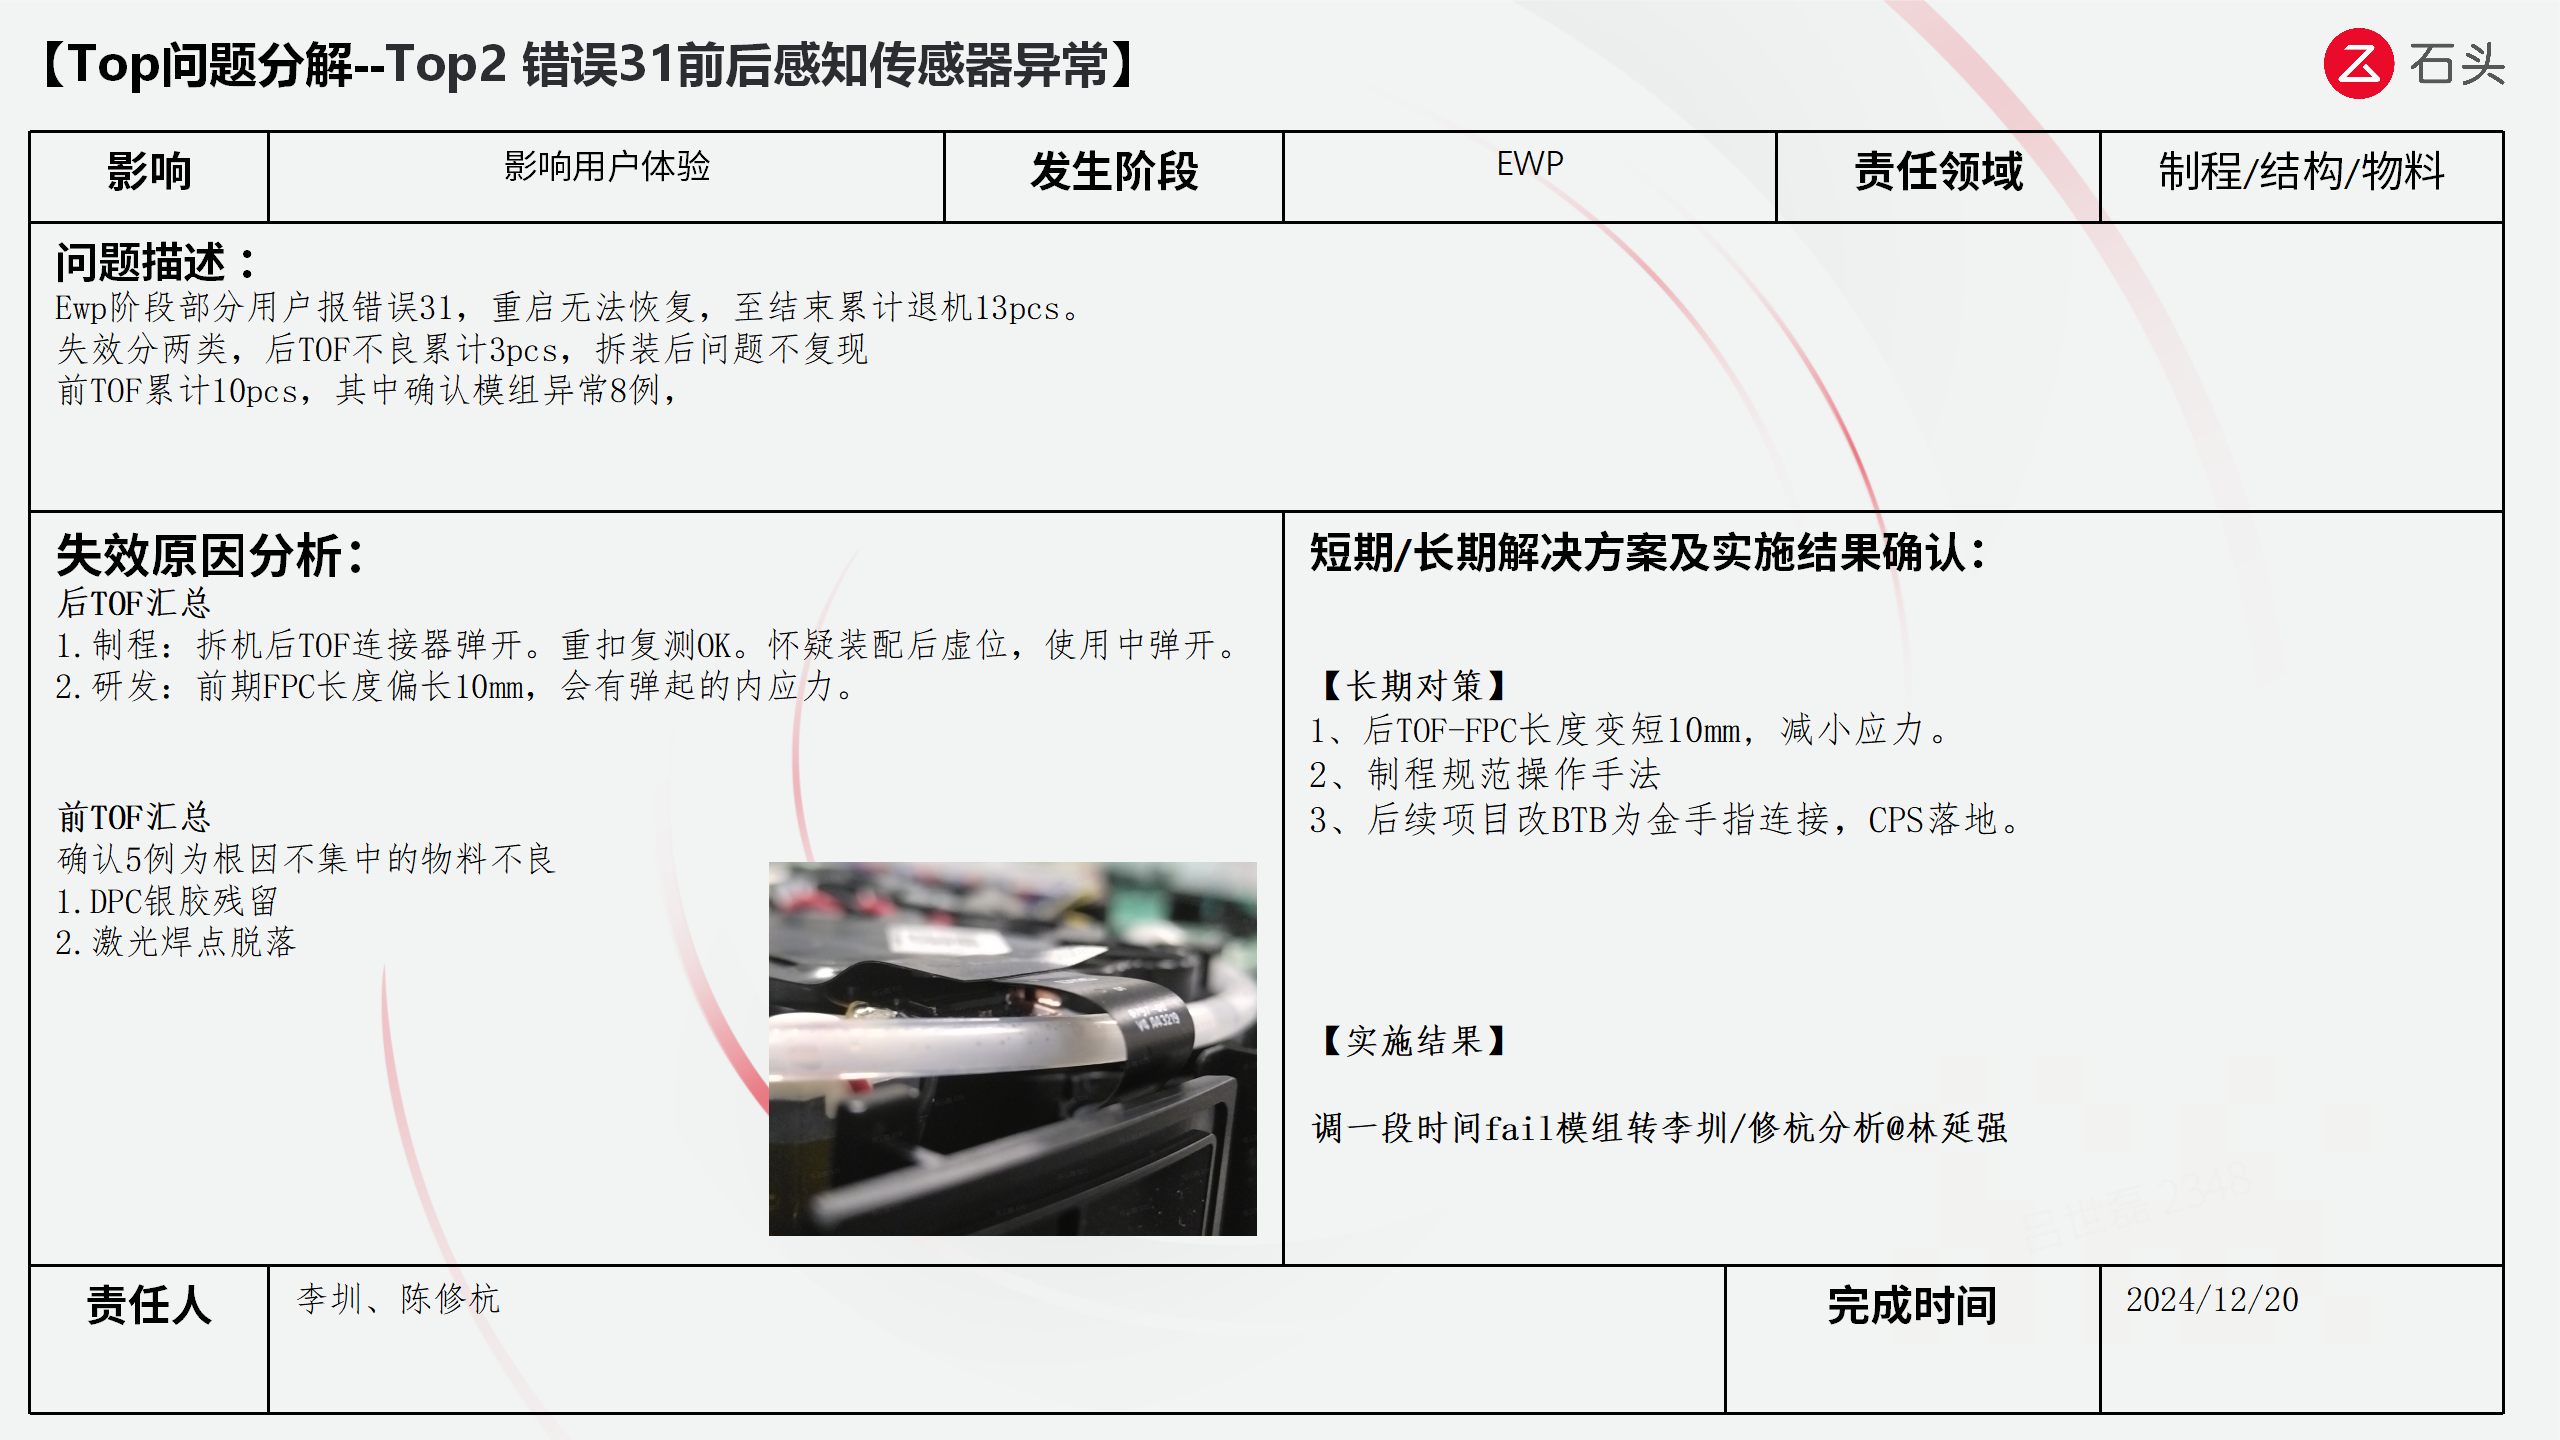 【Top问题分解--Top2 错误31前后感知传感器异常】
石头
影响
影响用户体验
发生阶段
EWP
责任领域
制程/结构/物料
问题描述 ：
Ewp阶段部分用户报错误31，重启无法恢复，至结束累计退机13pcs。
失效分两类，后TOF不良累计3pcs，拆装后问题不复现
前TOF累计10pcs，其中确认模组异常8例，
失效原因分析：
后TOF汇总
1.制程：拆机后TOF连接器弹开。重扣复测OK。怀疑装配后虚位，使用中弹开。
2.研发：前期FPC长度偏长10mm，会有弹起的内应力。
前TOF汇总
确认5例为根因不集中的物料不良
1.DPC银胶残留
2.激光焊点脱落
短期/长期解决方案及实施结果确认：
【长期对策】
1、后TOF-FPC长度变短10mm，减小应力。
2、制程规范操作手法
3、后续项目改BTB为金手指连接，CPS落地。
【实施结果】
调一段时间fail模组转李圳/修杭分析@林延强
责任人
李圳、陈修杭
完成时间
2024/12/20